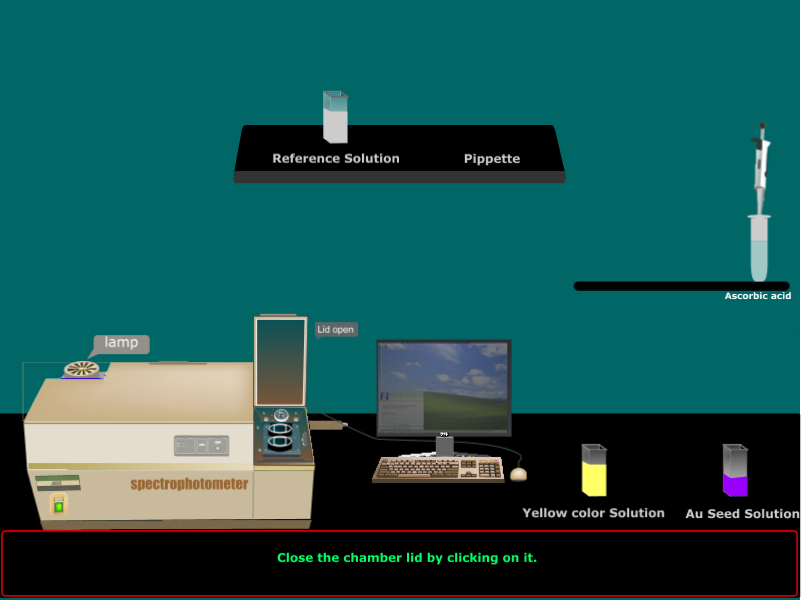 Reference Solution
Pippette
Ascorbic acid
Lid open
lamp
spectrophotometer
Yellow color Solution
Au Seed Solution
Close the chamber lid by clicking on it.